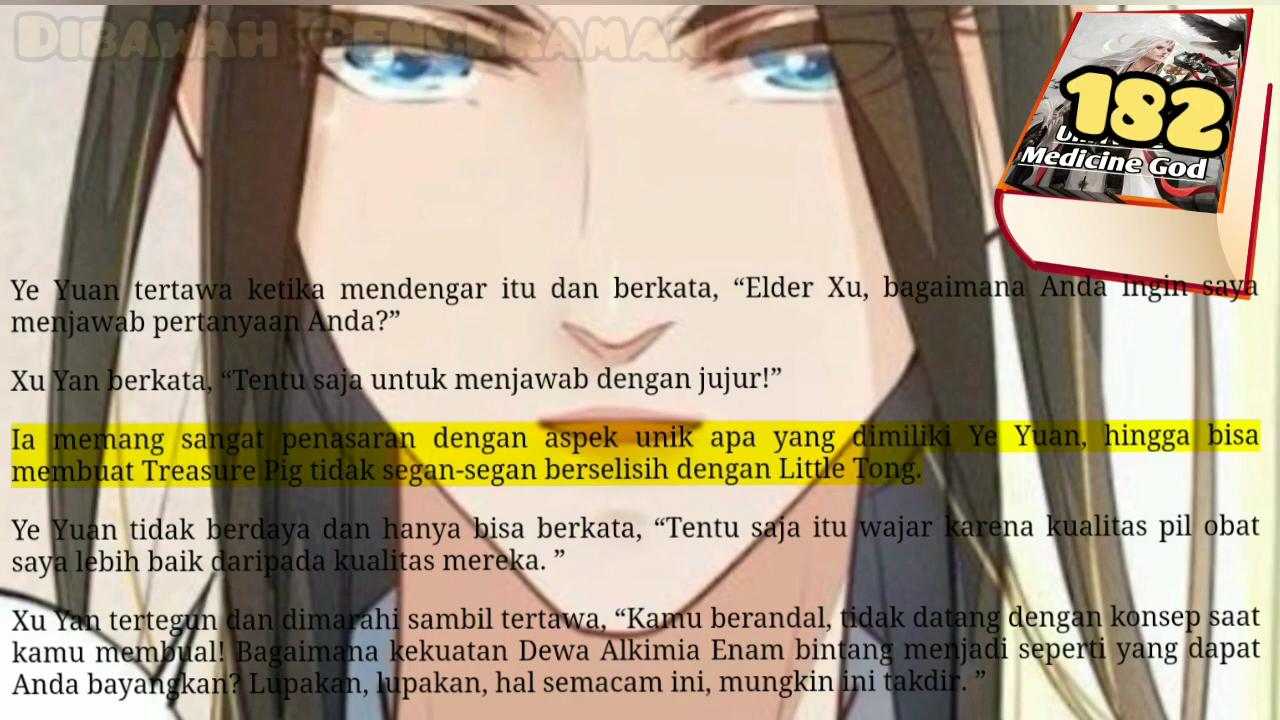 DIBAWAH GENGGRAMAN
182
Medicine God
Ye Yuan tertawa ketika mendengar itu dan berkata, “Elder Xu, bagaimana Anda ingin saya
menjawab pertanyaan Anda?”
Xu Yan berkata, “Tentu saja untuk menjawab dengan jujur!”
Ia memang sangat penasaran dengan aspek unik apa yang dimiliki Ye Yuan, hingga bisa
membuat Treasure Pig tidak segan-segan berselisih dengan Little Tong.
Ye Yuan tidak berdaya dan hanya bisa berkata, “Tentu saja itu wajar karena kualitas pil obat
saya lebih baik daripada kualitas mereka. ”
Xu Yan tertegun dan dimarahi sambil tertawa, “Kamu berandal, tidak datang dengan konsep saat
kamu membual! Bagaimana kekuatan Dewa Alkimia Enam bintang menjadi seperti yang dapat
Anda bayangkan? Lupakan, lupakan, hal semacam ini, mungkin ini takdir. ”